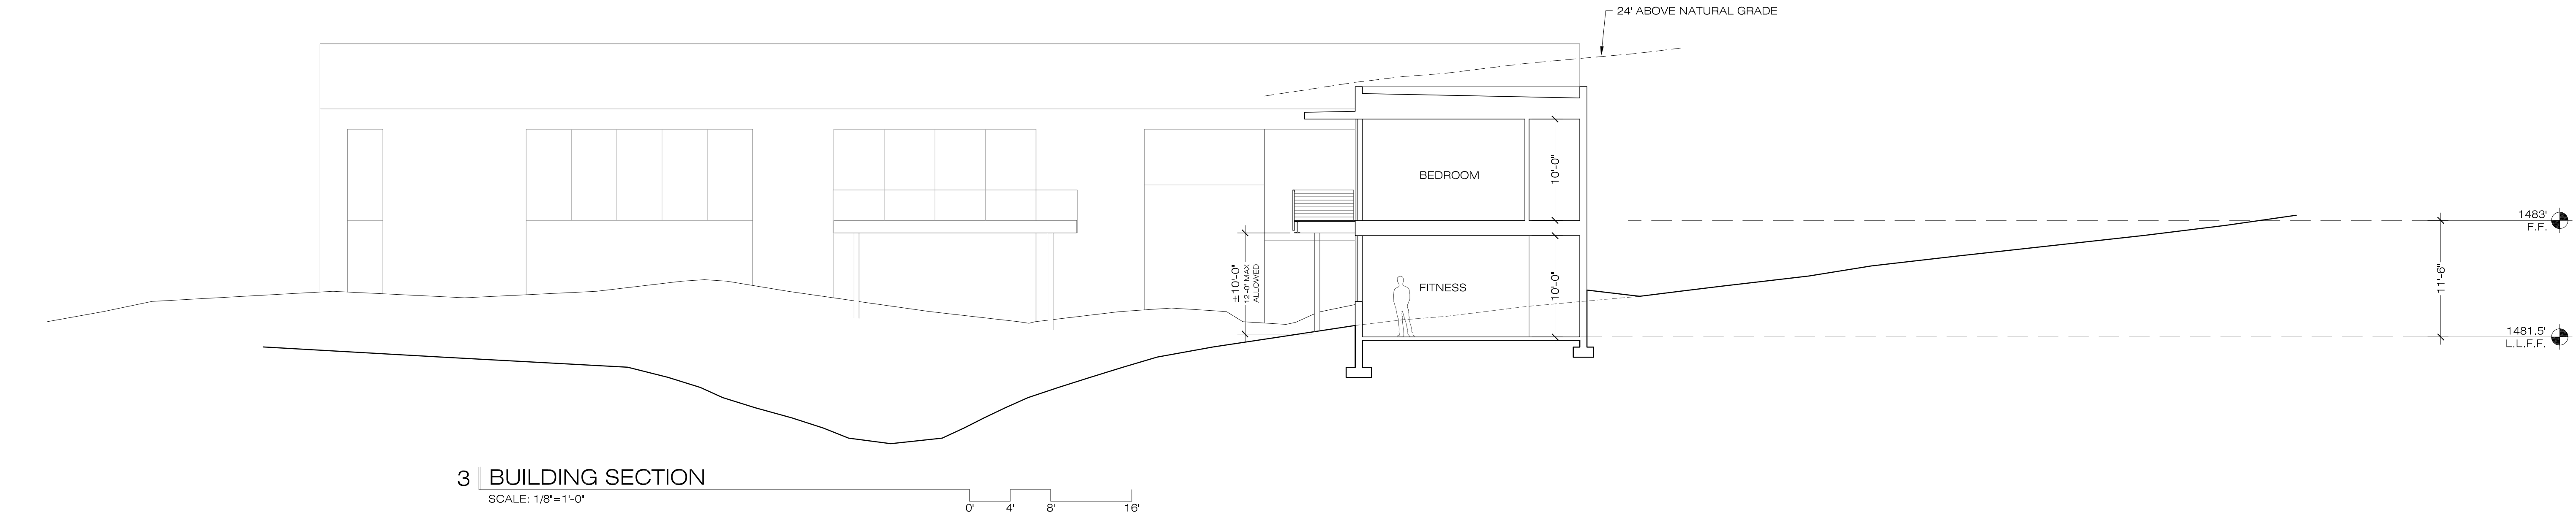 24' ABOVE NATURAL GRADE
BEDROOM
10'-0"
1483'
F.F.
±10'-0"
12'-0" MAX
ALLOWED
FITNESS
10'-0"
11'-6"
1481.5'
L.L.F.F.
3 BUILDING SECTION
SCALE: 1/8"=1'-0"
0' 4' 8' 16'